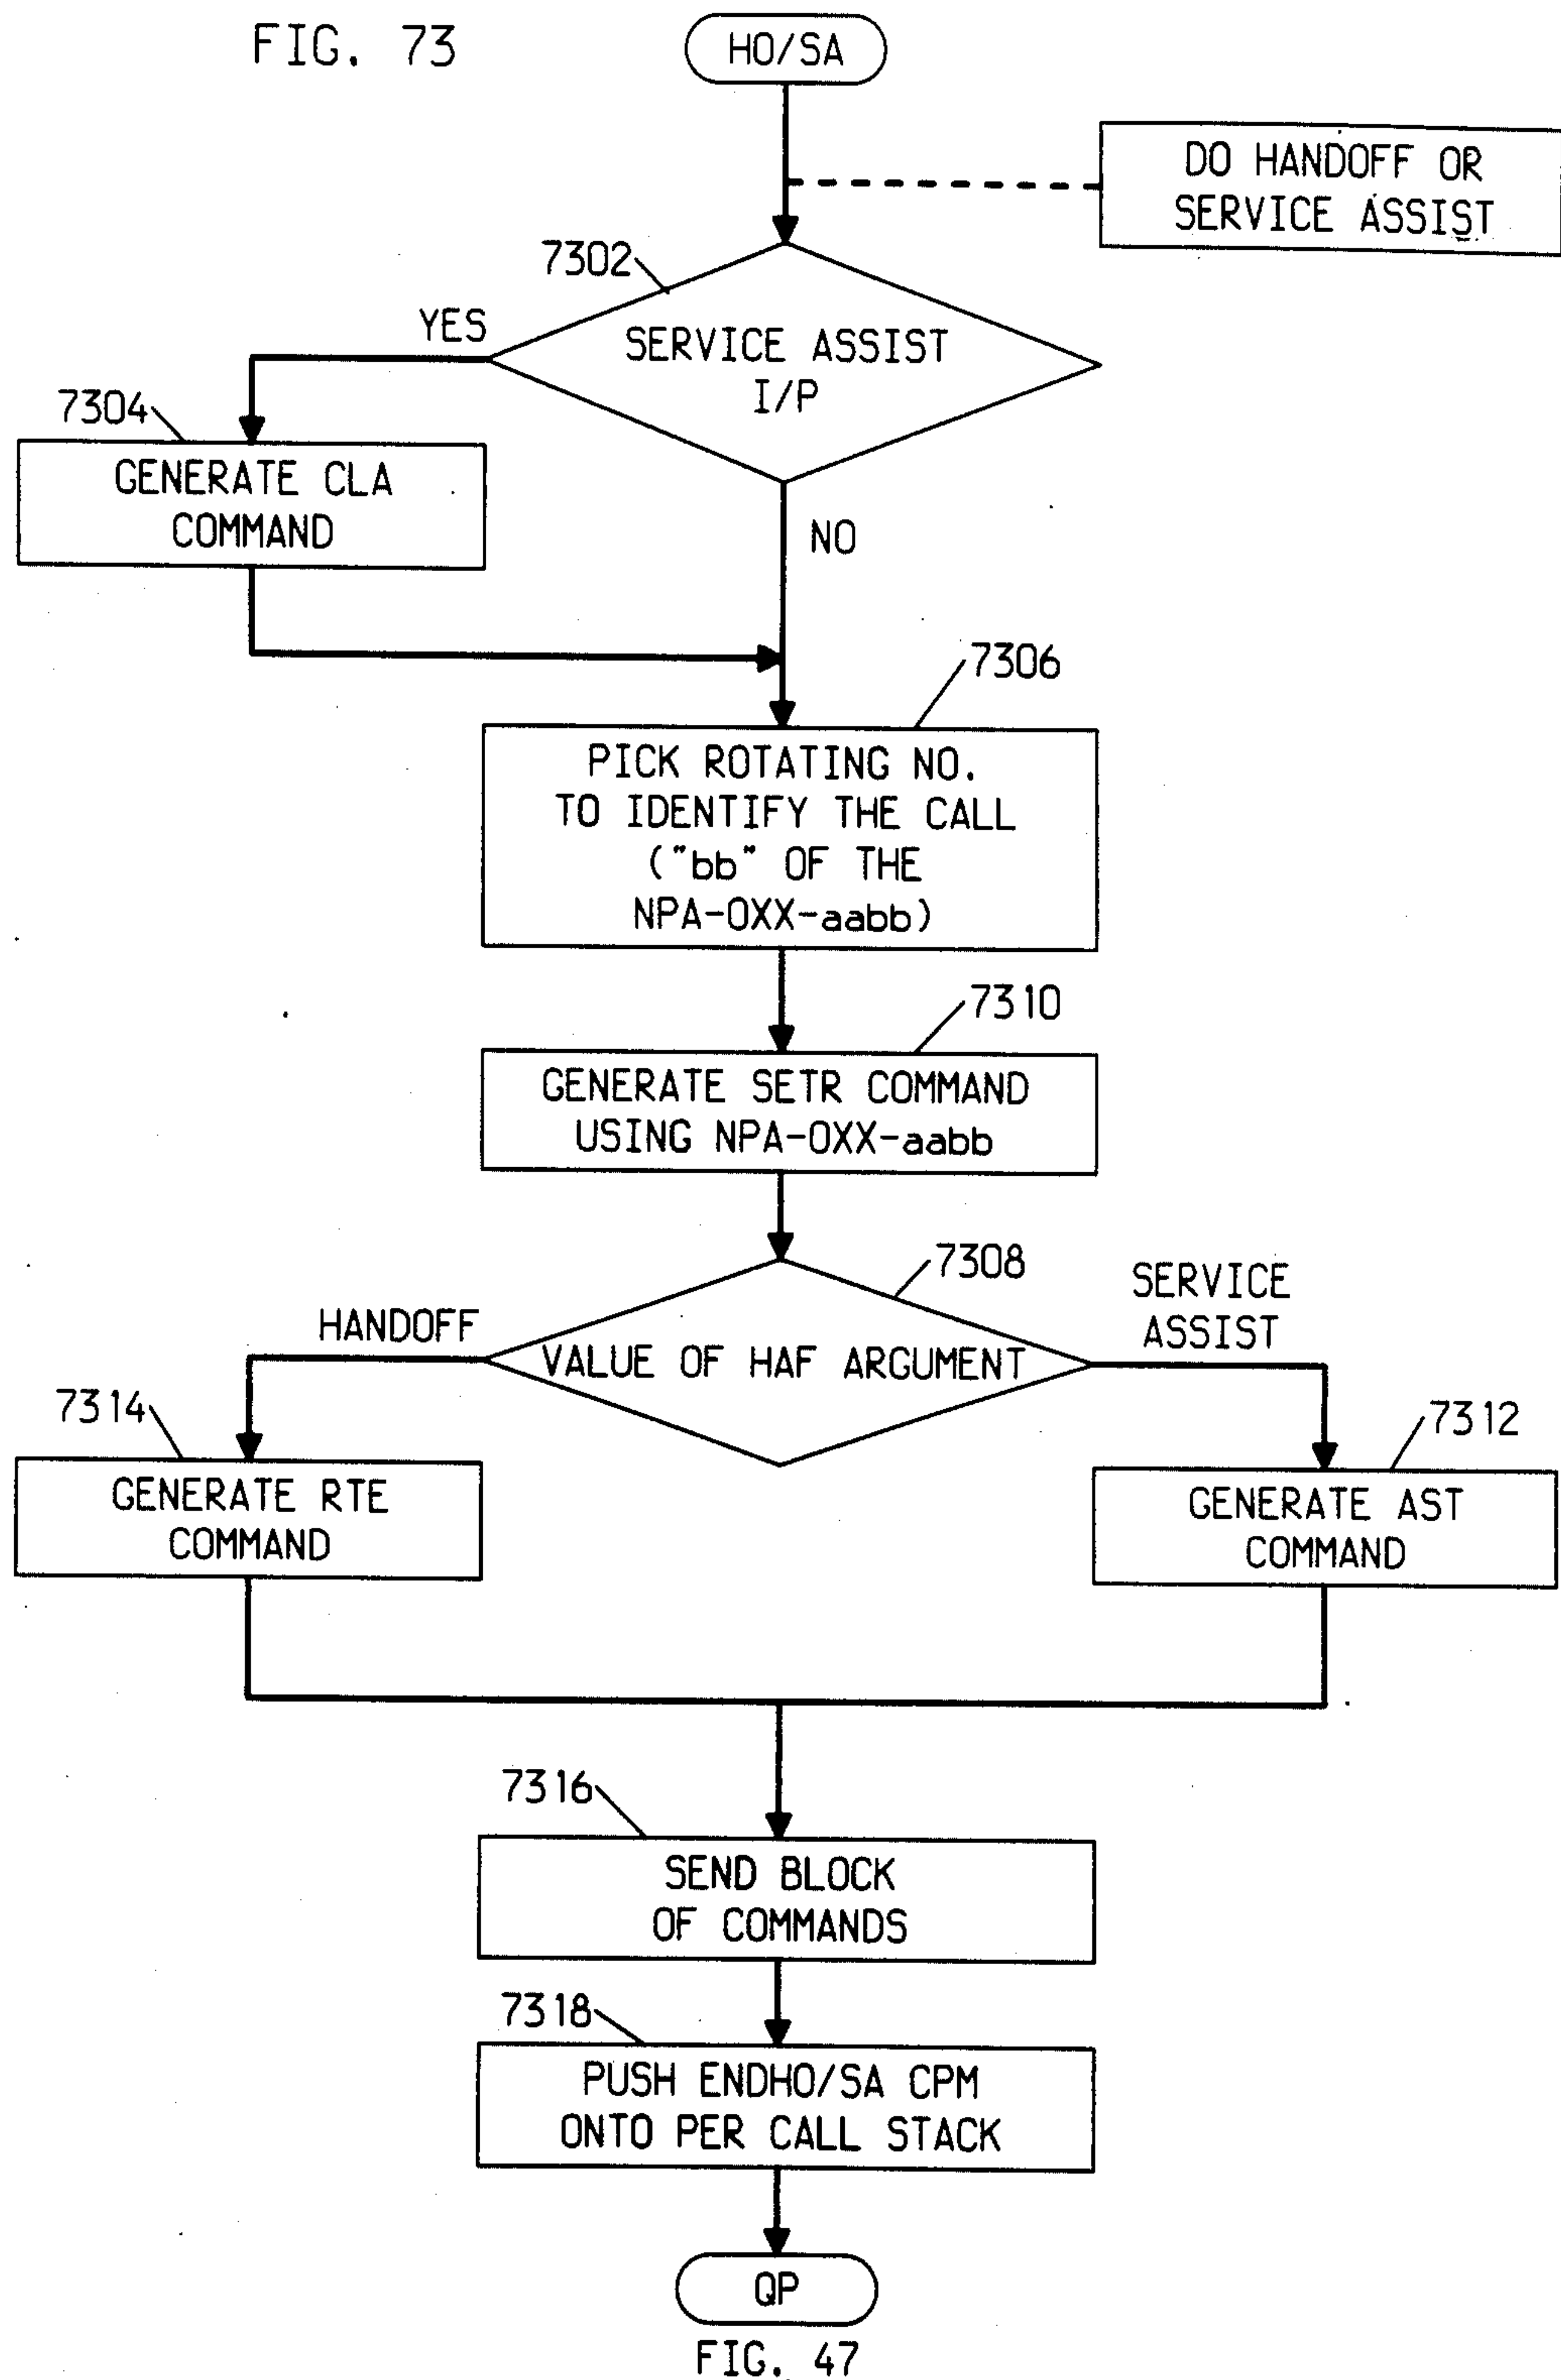 FIG. 73
HO/SA
DO HANDOFF OR
SERVICE ASSIST
7302
YES
SERVICE ASSIST
I/P
7304
GENERATE CLA
COMMAND
NO
7306
PICK ROTATING NO.
TO IDENTIFY THE CALL
("bb" OF THE
NPA-0XX-aabb)
7310
GENERATE SETR COMMAND
USING NPA-0XX-aabb
7308
HANDOFF
VALUE OF HAF ARGUMENT
SERVICE
ASSIST
7314
GENERATE RTE
COMMAND
7312
GENERATE AST
COMMAND
7316
SEND BLOCK
OF COMMANDS
7318
PUSH ENDHO/SA CPM
ONTO PER CALL STACK
QP
FIG. 47